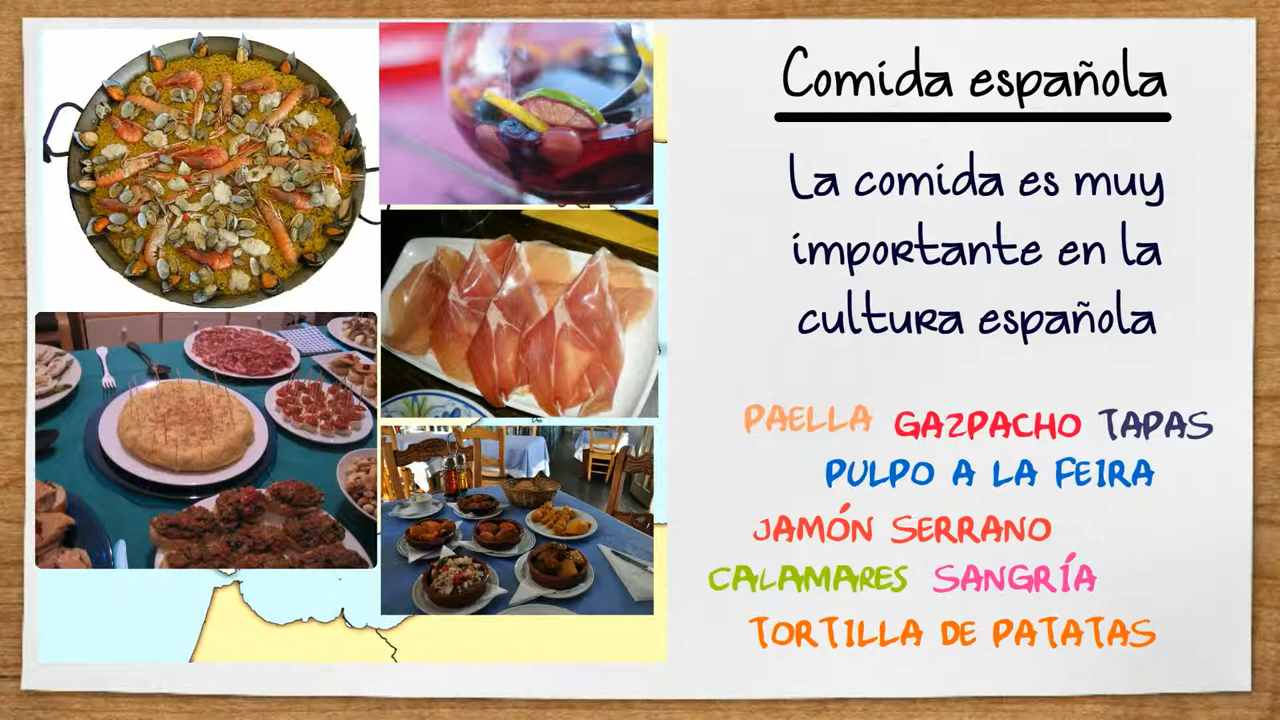 Comida española
La comida es muy
importante en la
cultura española
PAELLA GAZPACHO TAPAS
PULPO A LA FEIRA
JAMÓN SERRANO
CALAMARES SANGRÍA
TORTILLA DE PATATAS